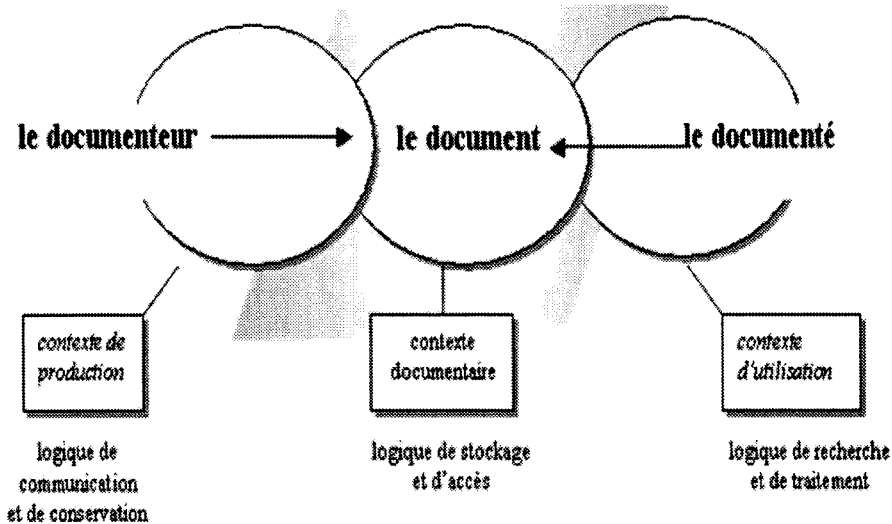 le documenteur
le document
le documenté
contexte de
production
contexte
documentaire
contexte
d'utilisation
logique de
communication
et de conservation
logique de stockage
et d'accès
logique de recherche
et de traitement